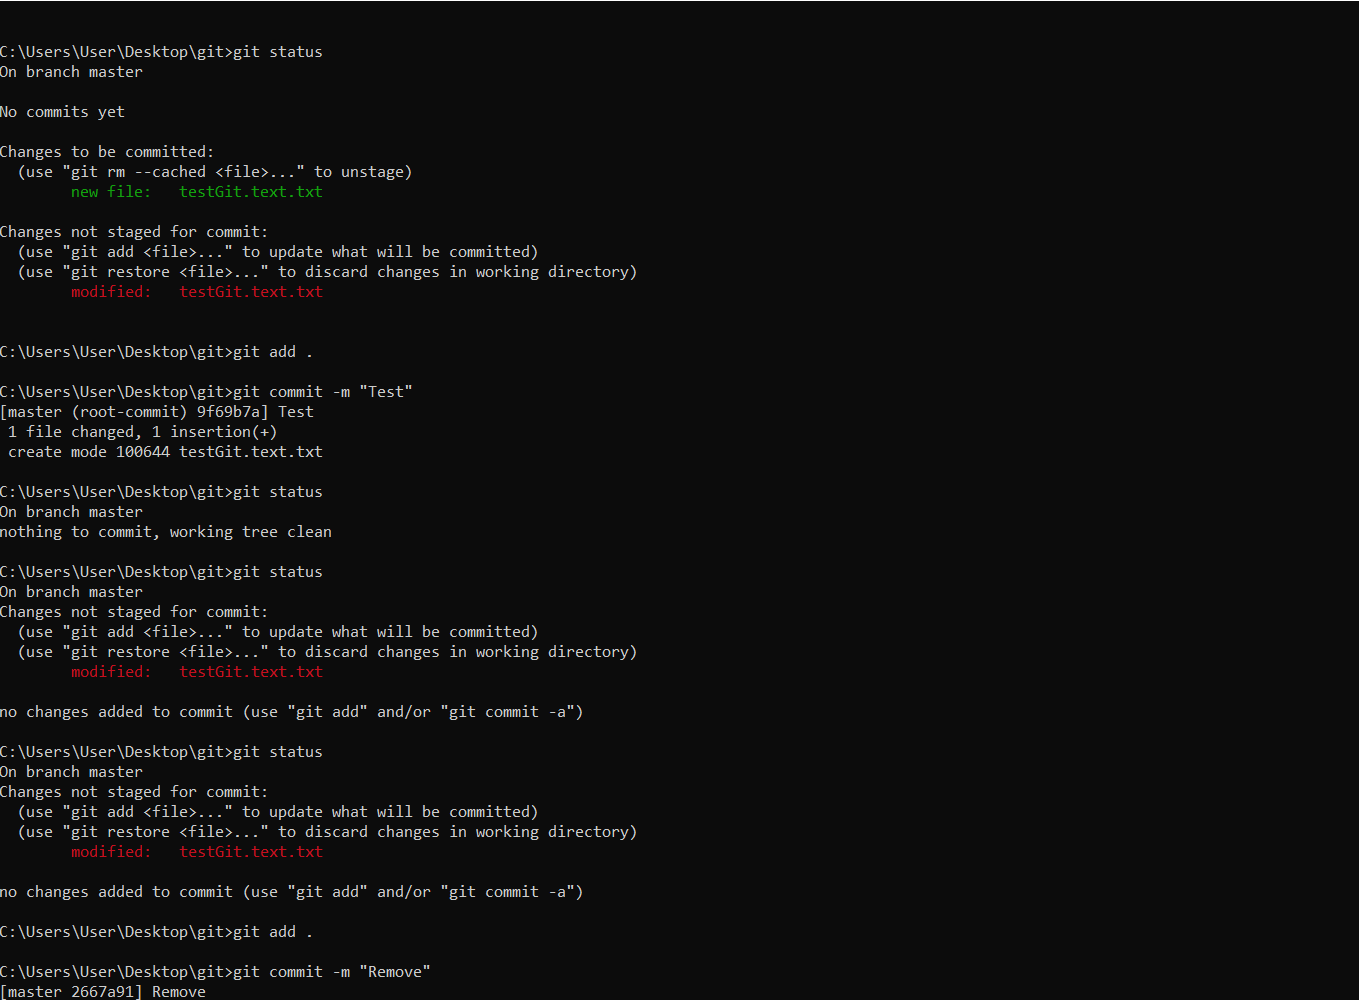 C:\Users\User\Desktop\git>git status
On branch master
No commits yet
Changes to be committed:
  (use "git rm --cached <file>..." to unstage)
        new file:   testGit.text.txt
Changes not staged for commit:
  (use "git add <file>..." to update what will be committed)
  (use "git restore <file>..." to discard changes in working directory)
        modified:   testGit.text.txt
C:\Users\User\Desktop\git>git add .
C:\Users\User\Desktop\git>git commit -m "Test"
[master (root-commit) 9f69b7a] Test
 1 file changed, 1 insertion(+)
 create mode 100644 testGit.text.txt
C:\Users\User\Desktop\git>git status
On branch master
nothing to commit, working tree clean
C:\Users\User\Desktop\git>git status
On branch master
Changes not staged for commit:
  (use "git add <file>..." to update what will be committed)
  (use "git restore <file>..." to discard changes in working directory)
        modified:   testGit.text.txt
no changes added to commit (use "git add" and/or "git commit -a")
C:\Users\User\Desktop\git>git status
On branch master
Changes not staged for commit:
  (use "git add <file>..." to update what will be committed)
  (use "git restore <file>..." to discard changes in working directory)
        modified:   testGit.text.txt
no changes added to commit (use "git add" and/or "git commit -a")
C:\Users\User\Desktop\git>git add .
C:\Users\User\Desktop\git>git commit -m "Remove"
[master 2667a91] Remove